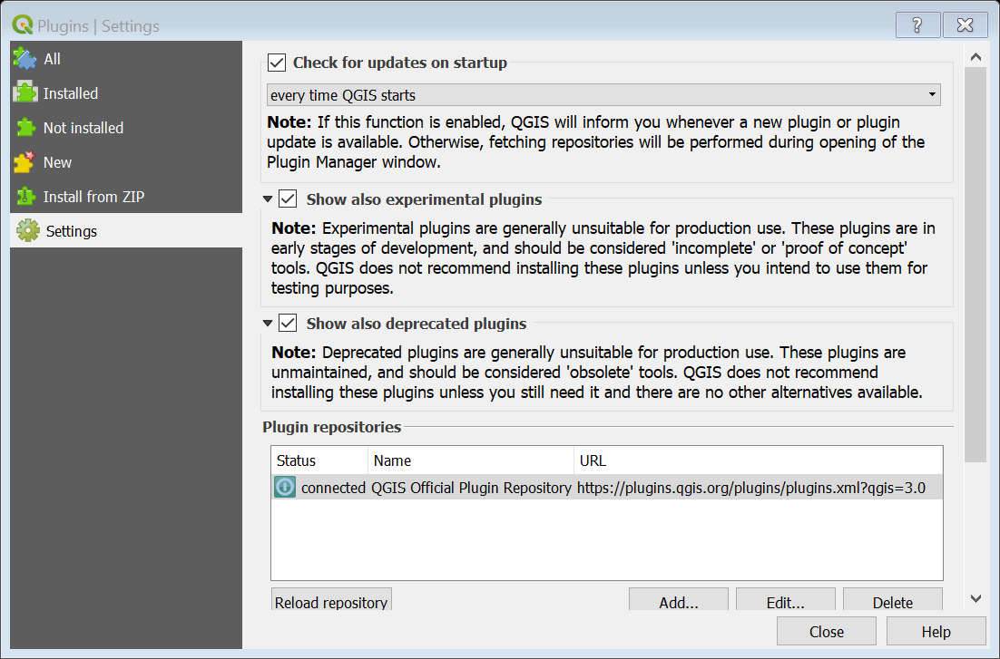 Plugins | Settings
All
Installed
Not installed
New
Install from ZIP
Settings
Check for updates on startup
every time QGIS starts
Note: If this function is enabled, QGIS will inform you whenever a new plugin or plugin
update is available. Otherwise, fetching repositories will be performed during opening of the
Plugin Manager window.
Show also experimental plugins
Note: Experimental plugins are generally unsuitable for production use. These plugins are in
early stages of development, and should be considered 'incomplete' or 'proof of concept'
tools. QGIS does not recommend installing these plugins unless you intend to use them for
testing purposes.
Show also deprecated plugins
Note: Deprecated plugins are generally unsuitable for production use. These plugins are
unmaintained, and should be considered 'obsolete' tools. QGIS does not recommend
installing these plugins unless you still need it and there are no other alternatives available.
Plugin repositories
Status Name URL
connected QGIS Official Plugin Repository https://plugins.qgis.org/plugins/plugins.xml?qgis=3.0
Reload repository Add... Edit... Delete
Close Help